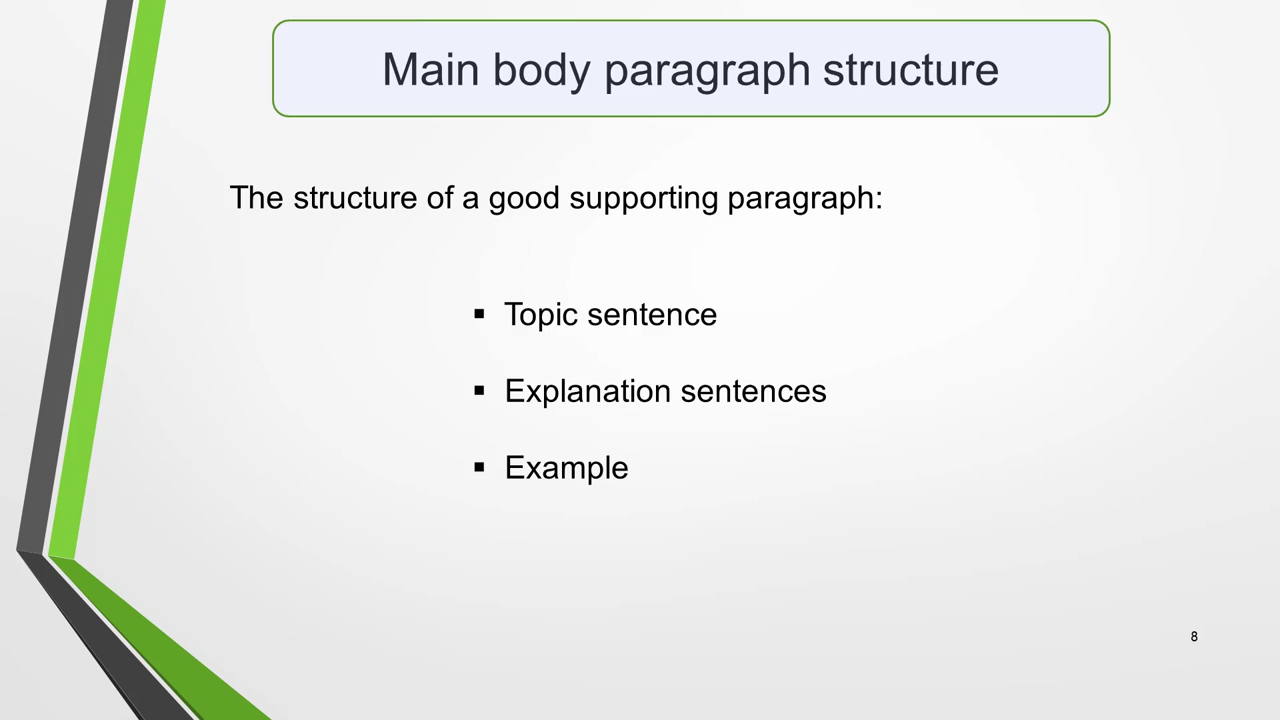 Main body paragraph structure
The structure of a good supporting paragraph:
▪ Topic sentence
▪ Explanation sentences
▪ Example
8